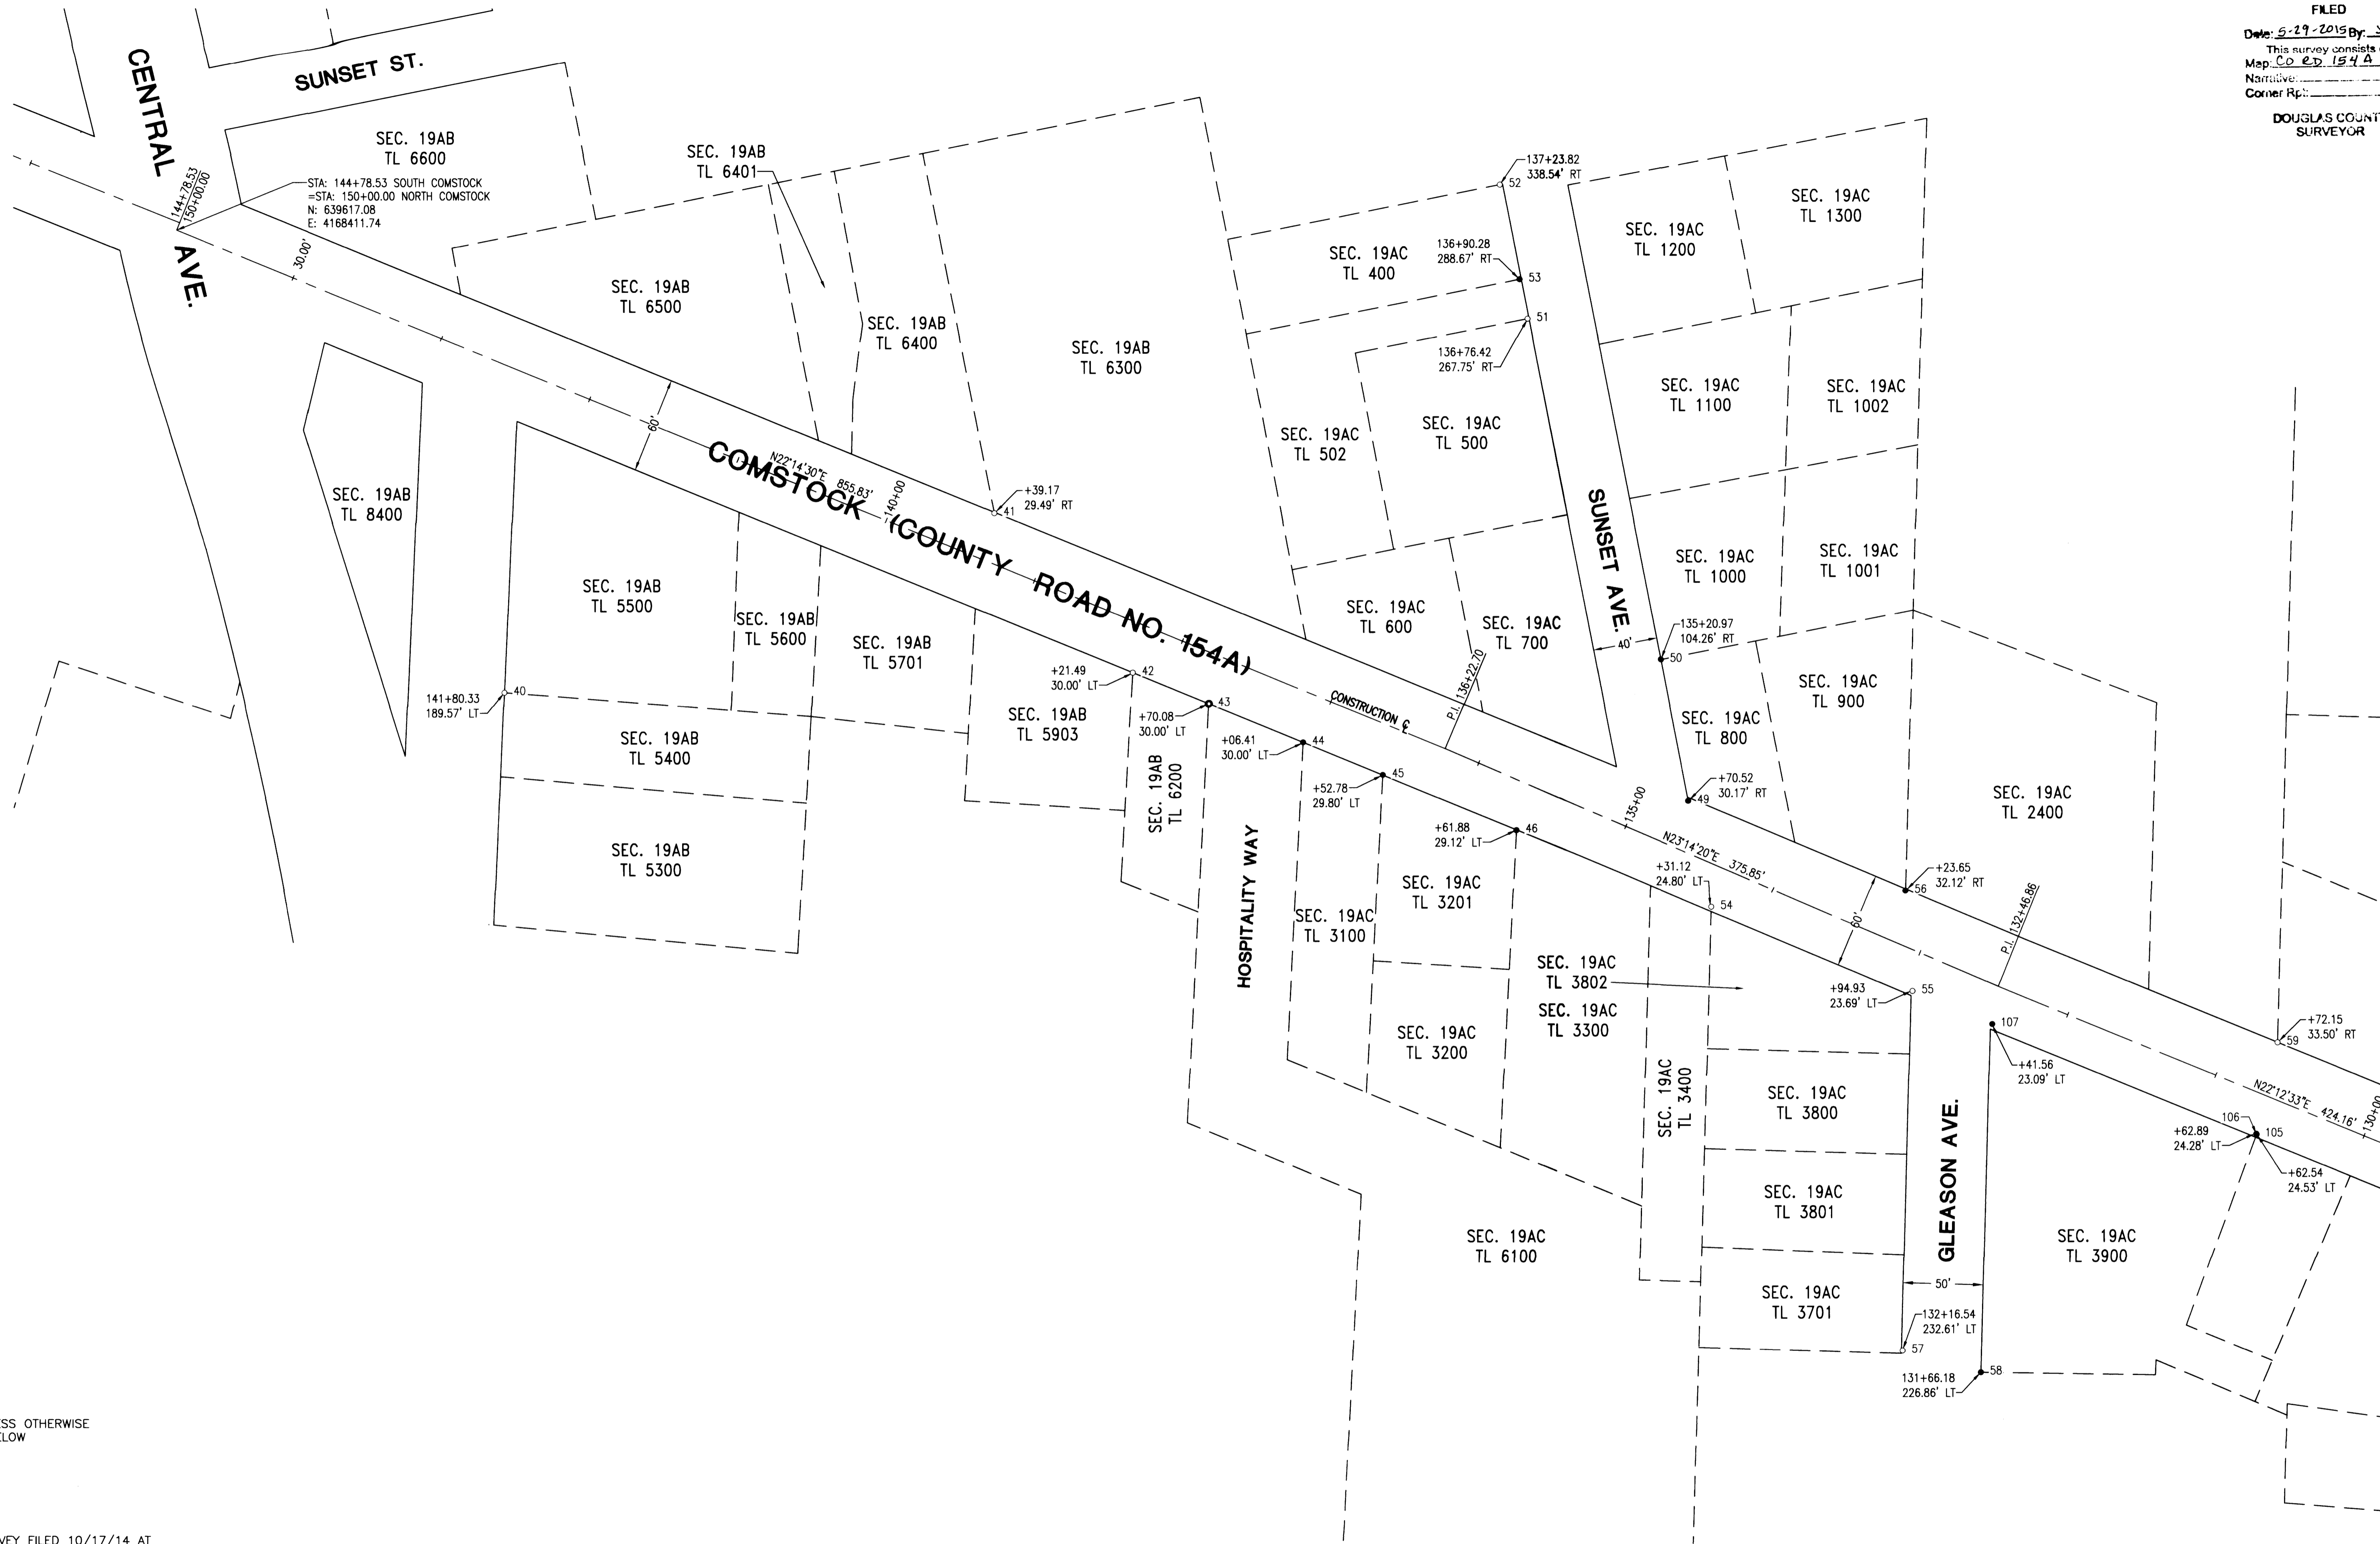 FILED
Date: 5-29-2015 By:
This survey consists
Map: CO RD 154 A
Narrative:
Corner Rpt:
DOUGLAS COUNTY
SURVEYOR
CENTRAL
AVE.
SUNSET ST.
SEC. 19AB
TL 6600
144+78.53
150+00.00
STA: 144+78.53 SOUTH COMSTOCK
=STA: 150+00.00 NORTH COMSTOCK
N: 639617.08
E: 4168411.74
30.00'
SEC. 19AB
TL 6401
SEC. 19AB
TL 6500
SEC. 19AB
TL 6400
SEC. 19AB
TL 6300
137+23.82
338.54' RT
52
SEC. 19AC
TL 400
136+90.28
288.67' RT
53
51
136+76.42
267.75' RT
SEC. 19AC
TL 1200
SEC. 19AC
TL 1300
SEC. 19AC
TL 502
SEC. 19AC
TL 500
SEC. 19AC
TL 1100
SEC. 19AC
TL 1002
SEC. 19AB
TL 8400
60'
N22°14'30"E 855.83'
140+00
COMSTOCK (COUNTY ROAD NO. 154A)
+39.17
29.49' RT
41
SUNSET AVE.
SEC. 19AC
TL 1000
SEC. 19AC
TL 1001
SEC. 19AB
TL 5500
SEC. 19AB
TL 5600
SEC. 19AB
TL 5701
SEC. 19AC
TL 600
SEC. 19AC
TL 700
40'
135+20.97
104.26' RT
50
141+80.33
189.57' LT
40
+21.49
30.00' LT
42
SEC. 19AB
TL 5903
+70.08
30.00' LT
43
CONSTRUCTION ℄
P.I. 136+22.70
SEC. 19AC
TL 800
SEC. 19AC
TL 900
SEC. 19AB
TL 5400
SEC. 19AB
TL 6200
+06.41
30.00' LT
44
+52.78
29.80' LT
45
+70.52
30.17' RT
49
SEC. 19AC
TL 2400
SEC. 19AB
TL 5300
HOSPITALITY WAY
+61.88
29.12' LT
46
135+00
N23°14'20"E 375.85'
+31.12
24.80' LT
54
+23.65
32.12' RT
56
60'
P.I. 132+46.86
SEC. 19AC
TL 3100
SEC. 19AC
TL 3201
SEC. 19AC
TL 3802
SEC. 19AC
TL 3300
SEC. 19AC
TL 3200
+94.93
23.69' LT
55
107
+41.56
23.09' LT
+72.15
33.50' RT
59
N22°12'33"E 424.16'
130+00
SEC. 19AC
TL 3400
SEC. 19AC
TL 3800
SEC. 19AC
TL 3801
SEC. 19AC
TL 3701
GLEASON AVE.
50'
106
+62.89
24.28' LT
105
+62.54
24.53' LT
SEC. 19AC
TL 6100
SEC. 19AC
TL 3900
132+16.54
232.61' LT
57
131+66.18
226.86' LT
58
ESS OTHERWISE
ELOW
VEY FILED 10/17/14 AT